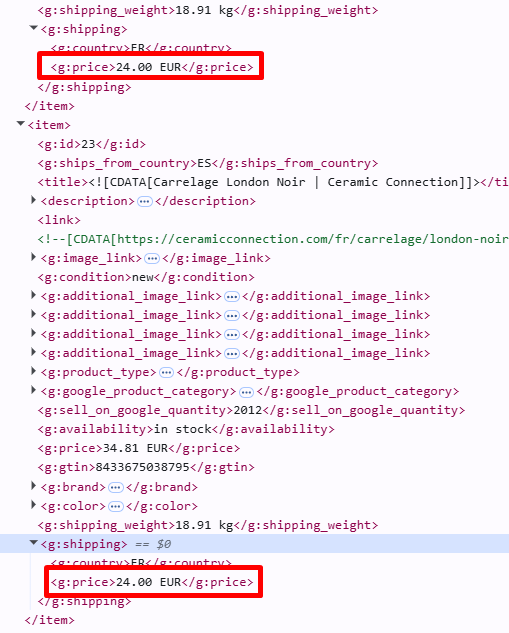 <g:shipping_weight>18.91 kg</g:shipping_weight>
<g:shipping>
<g:country>FR</g:country>
<g:price>24.00 EUR</g:price>
</g:shipping>
</item>
<item>
<g:id>23</g:id>
<g:ships_from_country>ES</g:ships_from_country>
<title><![CDATA[Carrelage London Noir | Ceramic Connection]]></ti
<description>⋯</description>
<link>
<!--[CDATA[https://ceramicconnection.com/fr/carrelage/london-noir
<g:image_link>⋯</g:image_link>
<g:condition>new</g:condition>
<g:additional_image_link>⋯</g:additional_image_link>
<g:additional_image_link>⋯</g:additional_image_link>
<g:additional_image_link>⋯</g:additional_image_link>
<g:additional_image_link>⋯</g:additional_image_link>
<g:product_type>⋯</g:product_type>
<g:google_product_category>⋯</g:google_product_category>
<g:sell_on_google_quantity>2012</g:sell_on_google_quantity>
<g:availability>in stock</g:availability>
<g:price>34.81 EUR</g:price>
<g:gtin>8433675038795</g:gtin>
<g:brand>⋯</g:brand>
<g:color>⋯</g:color>
<g:shipping_weight>18.91 kg</g:shipping_weight>
<g:shipping> == $0
<g:country>FR</g:country>
<g:price>24.00 EUR</g:price>
</g:shipping>
</item>